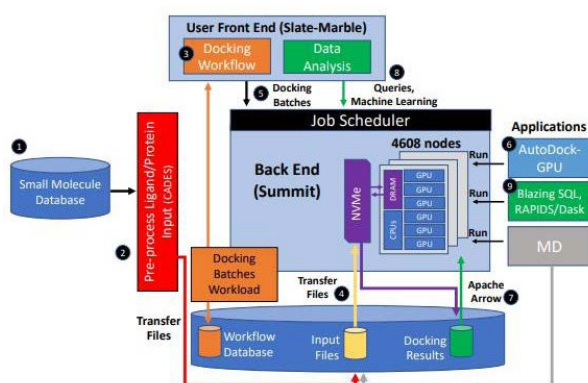 User Front End (Slate-Marble)
3
Docking
Workflow
Data
Analysis
8
5
Docking
Batches
Queries,
Machine Learning
Job Scheduler
Applications
1
Small Molecule
Database
2
Pre-process Ligand/Protein
Input (CADES)
Back End
(Summit)
4608 nodes
NVMe
DRAM
CPUs
GPU
GPU
GPU
GPU
GPU
GPU
Run
6
AutoDock-
GPU
Run
9
Blazing SQL,
RAPIDS/Dask
Run
MD
Docking
Batches
Workload
Transfer
Files
Transfer
Files
4
Apache
Arrow
7
Workflow
Database
Input
Files
Docking
Results